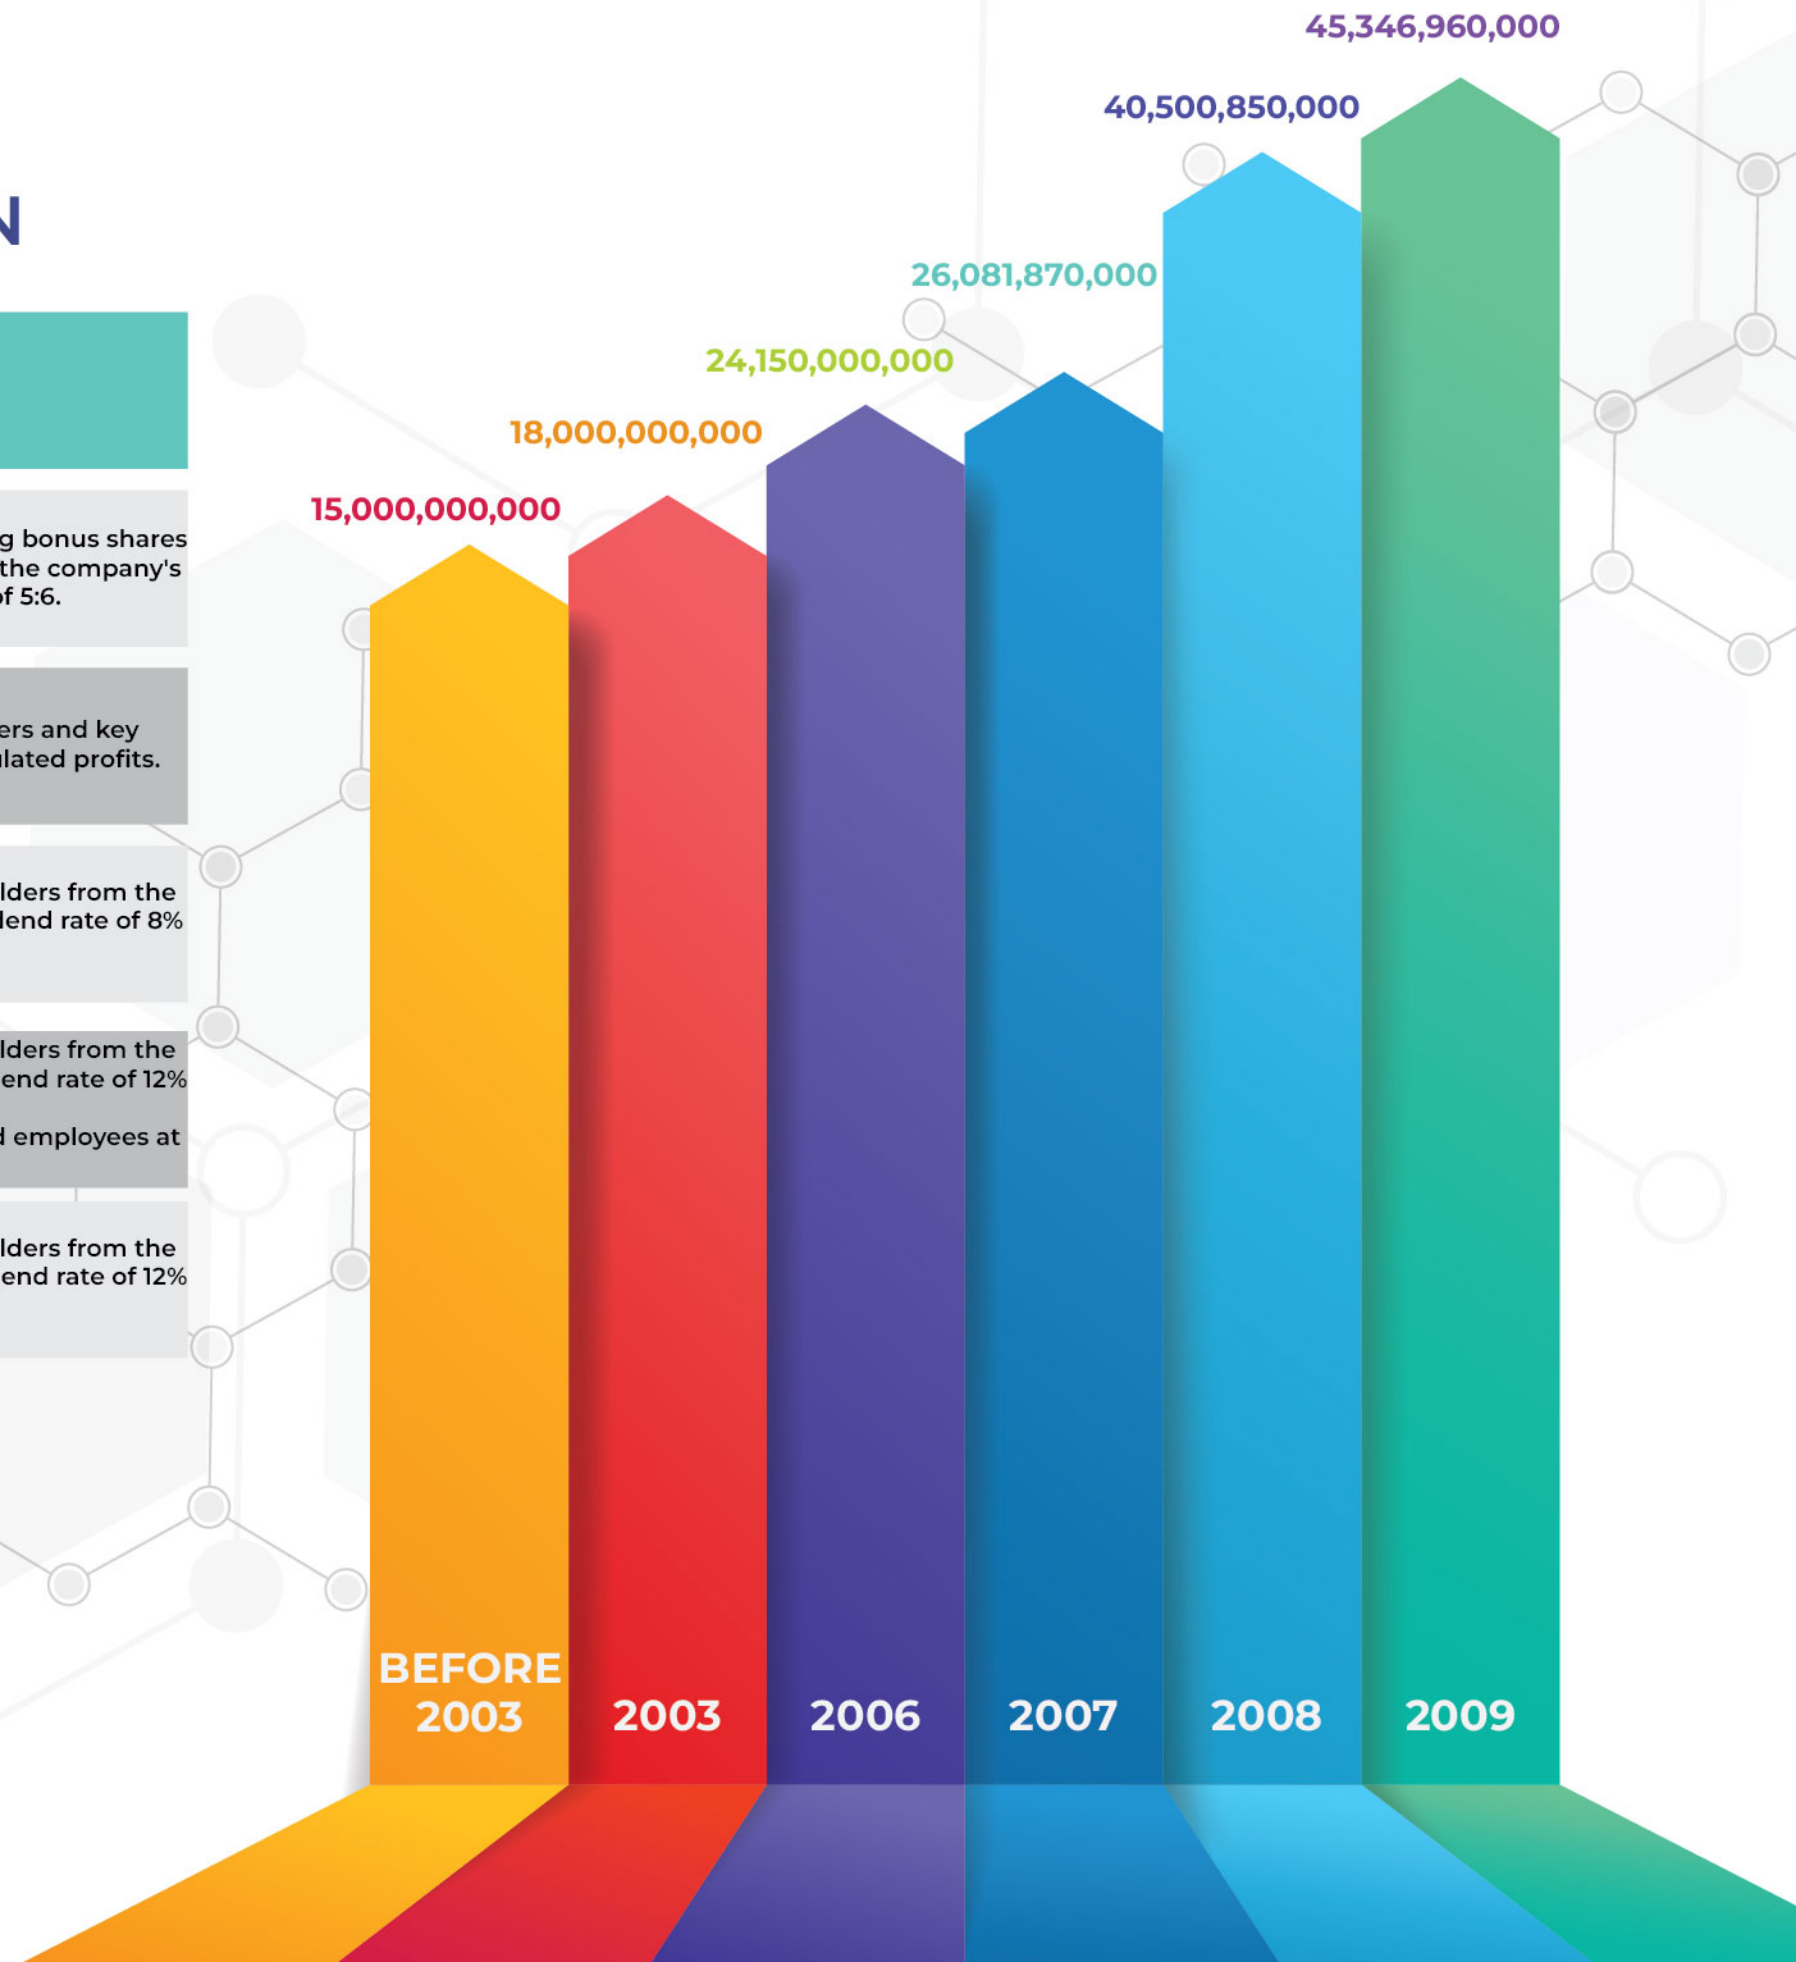 N
g bonus shares
the company's
of 5:6.
ers and key
ulated profits.
lders from the
dend rate of 8%
lders from the
end rate of 12%
d employees at
lders from the
end rate of 12%
15,000,000,000
18,000,000,000
24,150,000,000
26,081,870,000
40,500,850,000
45,346,960,000
BEFORE
2003
2003
2006
2007
2008
2009